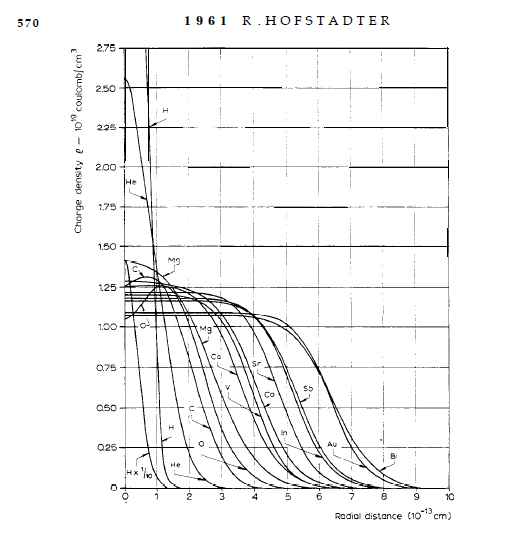 570
1961 R.HOFSTADTER
Charge density ϱ – 10¹⁹ coulomb/cm³
2.75
2.50
2.25
2.00
1.75
1.50
1.25
1.00
0.75
0.50
0.25
0
H
He
Mg
C
O
Mg
Ca
Sr
V
Co
Sb
C
H
O
In
Au
Bi
H x 1/10
He
0 1 2 3 4 5 6 7 8 9 10
Radial distance (10⁻¹³ cm)